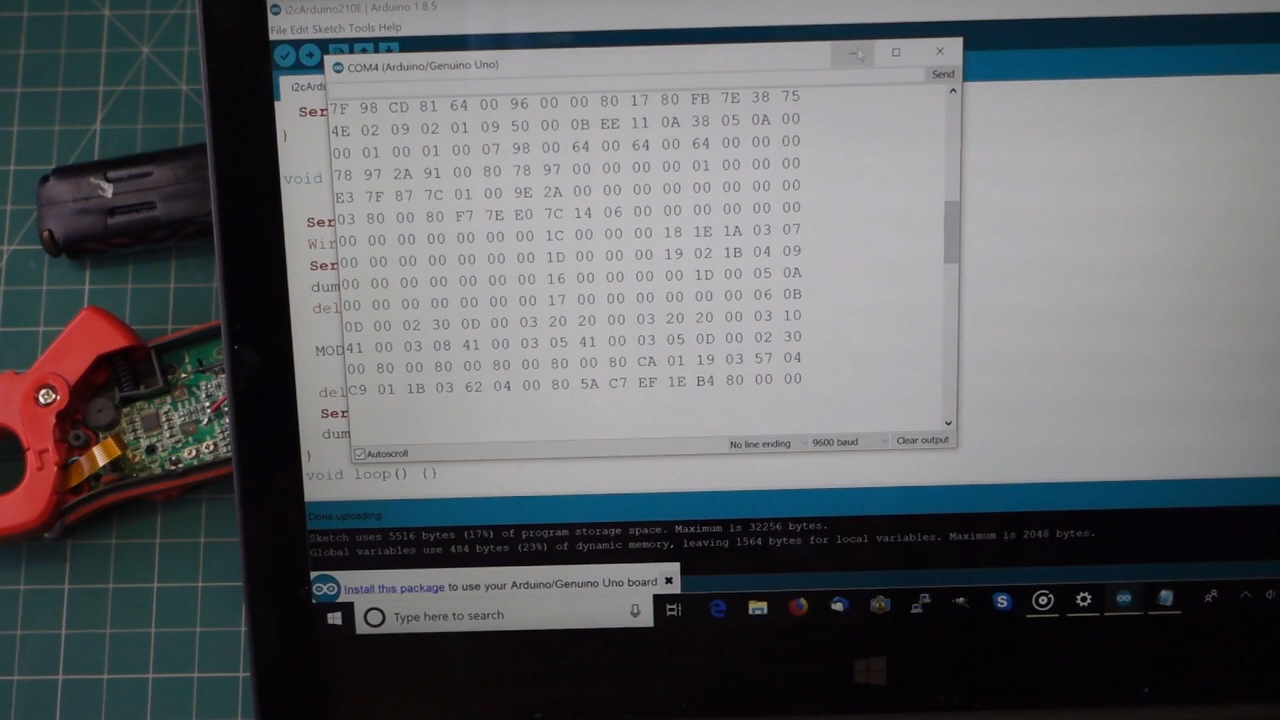 i2cArduino210E | Arduino 1.8.5
File Edit Sketch Tools Help
COM4 (Arduino/Genuino Uno)
Send
i2cArd
7F 98 CD 81 64 00 96 00 00 80 17 80 FB 7E 38 75
Ser
4E 02 09 02 01 09 50 00 0B EE 11 0A 38 05 0A 00
}
00 01 00 01 00 07 98 00 64 00 64 00 64 00 00 00
void
78 97 2A 91 00 80 78 97 00 00 00 00 01 00 00 00
E3 7F 87 7C 01 00 9E 2A 00 00 00 00 00 00 00 00
Ser
03 80 00 80 F7 7E E0 7C 14 06 00 00 00 00 00 00
Wir
00 00 00 00 00 00 00 1C 00 00 00 18 1E 1A 03 07
Ser
00 00 00 00 00 00 00 1D 00 00 00 19 02 1B 04 09
dum
00 00 00 00 00 00 00 16 00 00 00 00 1D 00 05 0A
del
00 00 00 00 00 00 00 17 00 00 00 00 00 00 06 0B
0D 00 02 30 0D 00 03 20 20 00 03 20 20 00 03 10
MOD
41 00 03 08 41 00 03 05 41 00 03 05 0D 00 02 30
00 80 00 80 00 80 00 80 00 80 CA 01 19 03 57 04
del
C9 01 1B 03 62 04 00 80 5A C7 EF 1E B4 80 00 00
Ser
dum
Autoscroll
No line ending
9600 baud
Clear output
}
void loop() {}
Done uploading
Sketch uses 5516 bytes (17%) of program storage space. Maximum is 32256 bytes.
Global variables use 484 bytes (23%) of dynamic memory, leaving 1564 bytes for local variables. Maximum is 2048 bytes.
Install this package to use your Arduino/Genuino Uno board
Type here to search